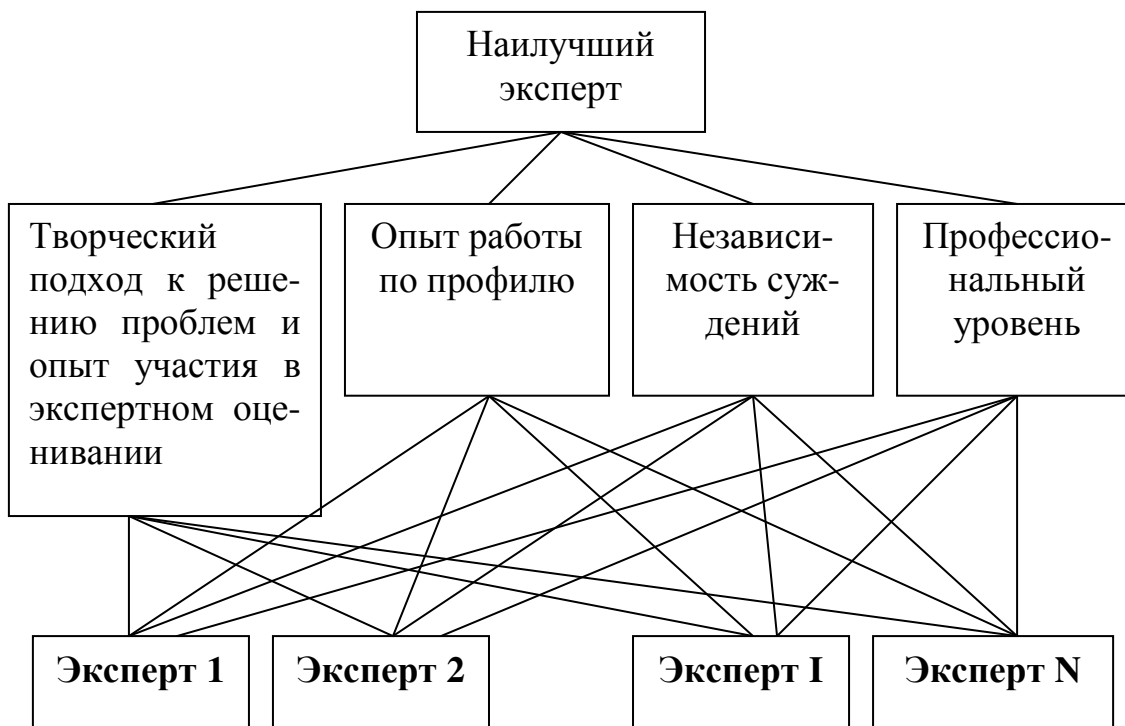 Наилучший
эксперт
Творческий
подход к реше-
нию проблем и
опыт участия в
экспертном оце-
нивании
Опыт работы
по профилю
Независи-
мость суж-
дений
Профессио-
нальный
уровень
Эксперт 1
Эксперт 2
Эксперт I
Эксперт N